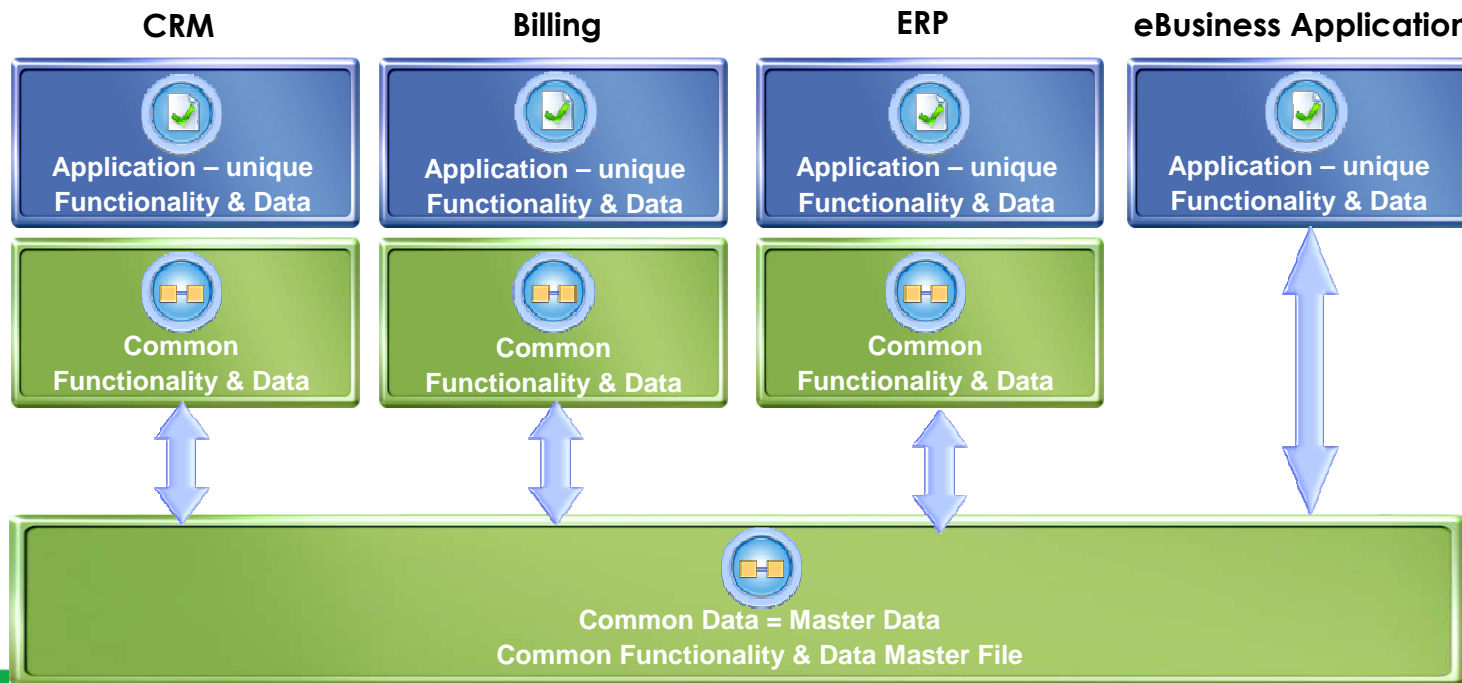 CRM
Billing
ERP
eBusiness Application
Application – unique
Functionality & Data
Application – unique
Functionality & Data
Application – unique
Functionality & Data
Application – unique
Functionality & Data
Common
Functionality & Data
Common
Functionality & Data
Common
Functionality & Data
Common Data = Master Data
Common Functionality & Data Master File